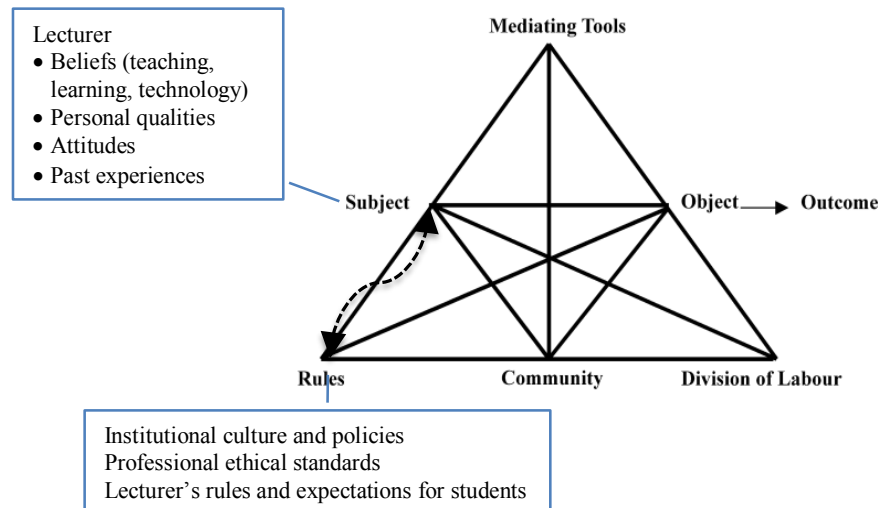 Lecturer
• Beliefs (teaching,
learning, technology)
• Personal qualities
• Attitudes
• Past experiences
Mediating Tools
Subject
Object
Outcome
Rules
Community
Division of Labour
Institutional culture and policies
Professional ethical standards
Lecturer’s rules and expectations for students